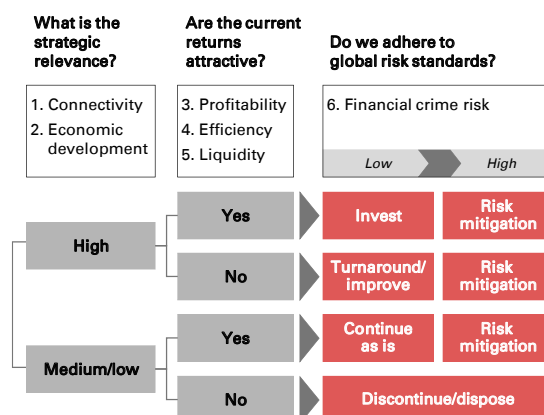 What is the
strategic
relevance?
Are the current
returns
attractive?
Do we adhere to
global risk standards?
1. Connectivity
2. Economic
development
3. Profitability
4. Efficiency
5. Liquidity
6. Financial crime risk
Low
High
High
Yes
Invest
Risk
mitigation
No
Turnaround/
improve
Risk
mitigation
Medium/low
Yes
Continue
as is
Risk
mitigation
No
Discontinue/dispose